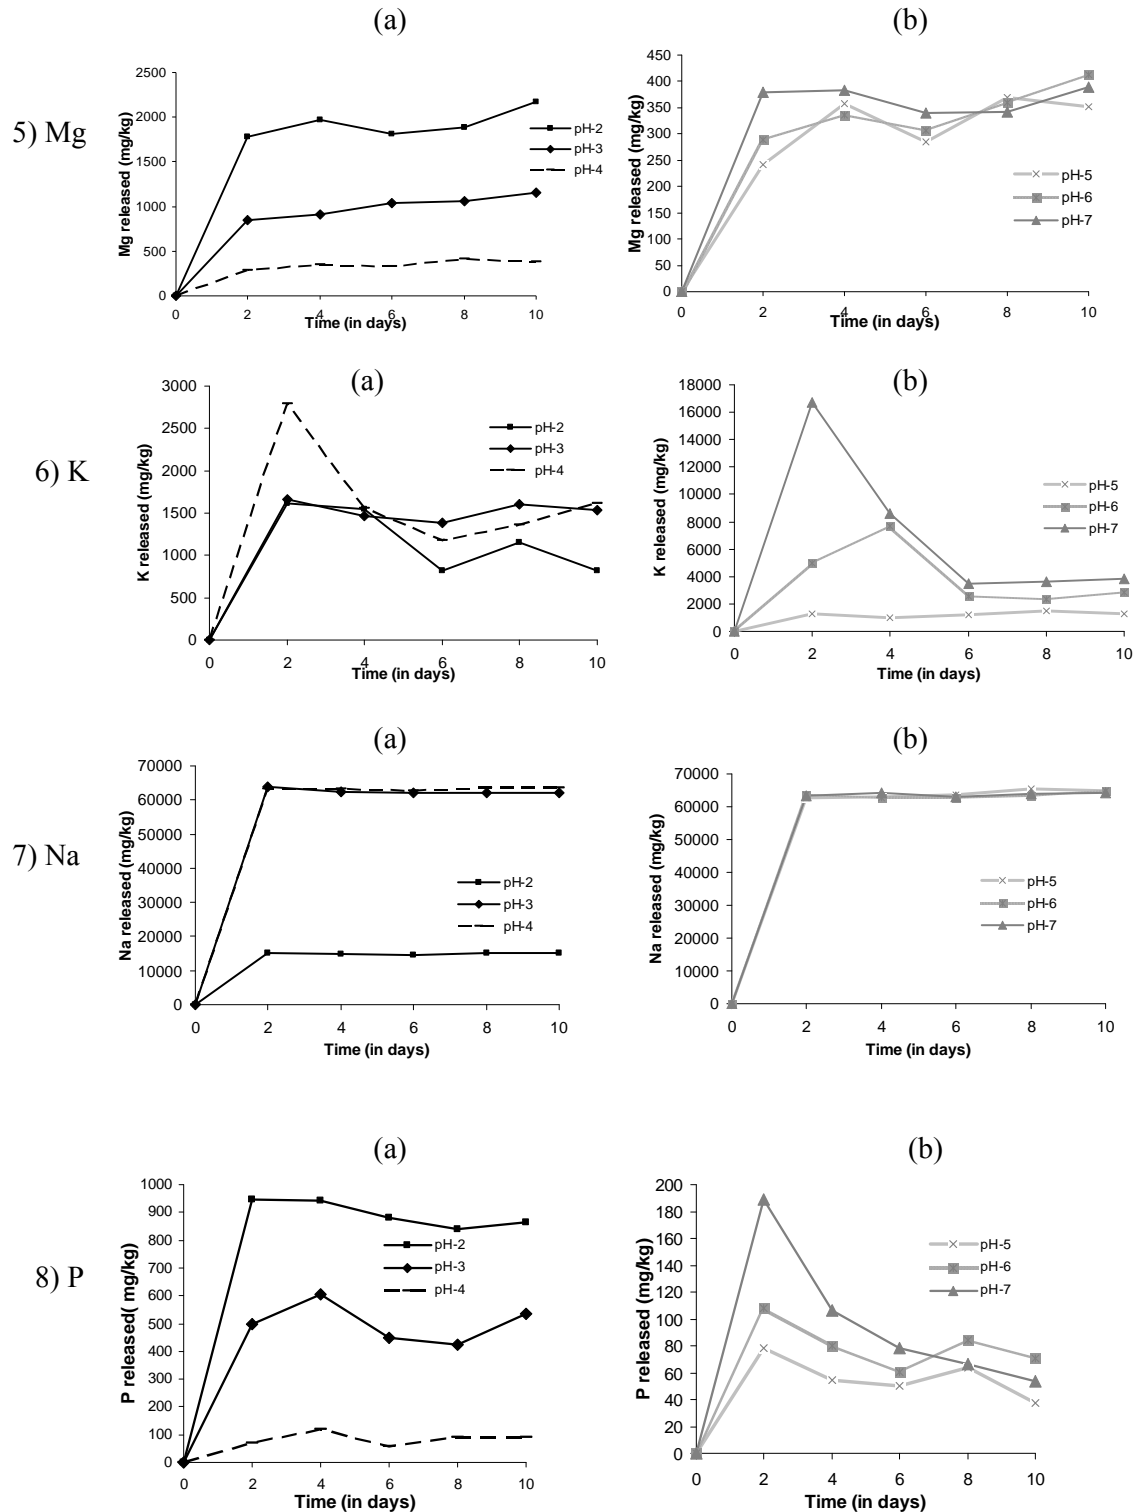 (a)
(b)
5) Mg
Mg released (mg/kg)
2500
2000
1500
1000
500
0
0 2 4 6 8 10
Time (in days)
pH-2
pH-3
pH-4
Mg released (mg/kg)
450
400
350
300
250
200
150
100
50
0
0 2 4 6 8 10
Time (in days)
pH-5
pH-6
pH-7
(a)
(b)
6) K
K released (mg/kg)
3000
2500
2000
1500
1000
500
0
0 2 4 6 8 10
Time (in days)
pH-2
pH-3
pH-4
K released (mg/kg)
18000
16000
14000
12000
10000
8000
6000
4000
2000
0
0 2 4 6 8 10
Time (in days)
pH-5
pH-6
pH-7
(a)
(b)
7) Na
Na released (mg/kg)
70000
60000
50000
40000
30000
20000
10000
0
0 2 4 6 8 10
Time (in days)
pH-2
pH-3
pH-4
Na released (mg/kg)
70000
60000
50000
40000
30000
20000
10000
0
0 2 4 6 8 10
Time (in days)
pH-5
pH-6
pH-7
(a)
(b)
8) P
P released( mg/kg)
1000
900
800
700
600
500
400
300
200
100
0
0 2 4 6 8 10
Time (in days)
pH-2
pH-3
pH-4
P released (mg/kg)
200
180
160
140
120
100
80
60
40
20
0
0 2 4 6 8 10
Time (in days)
pH-5
pH-6
pH-7